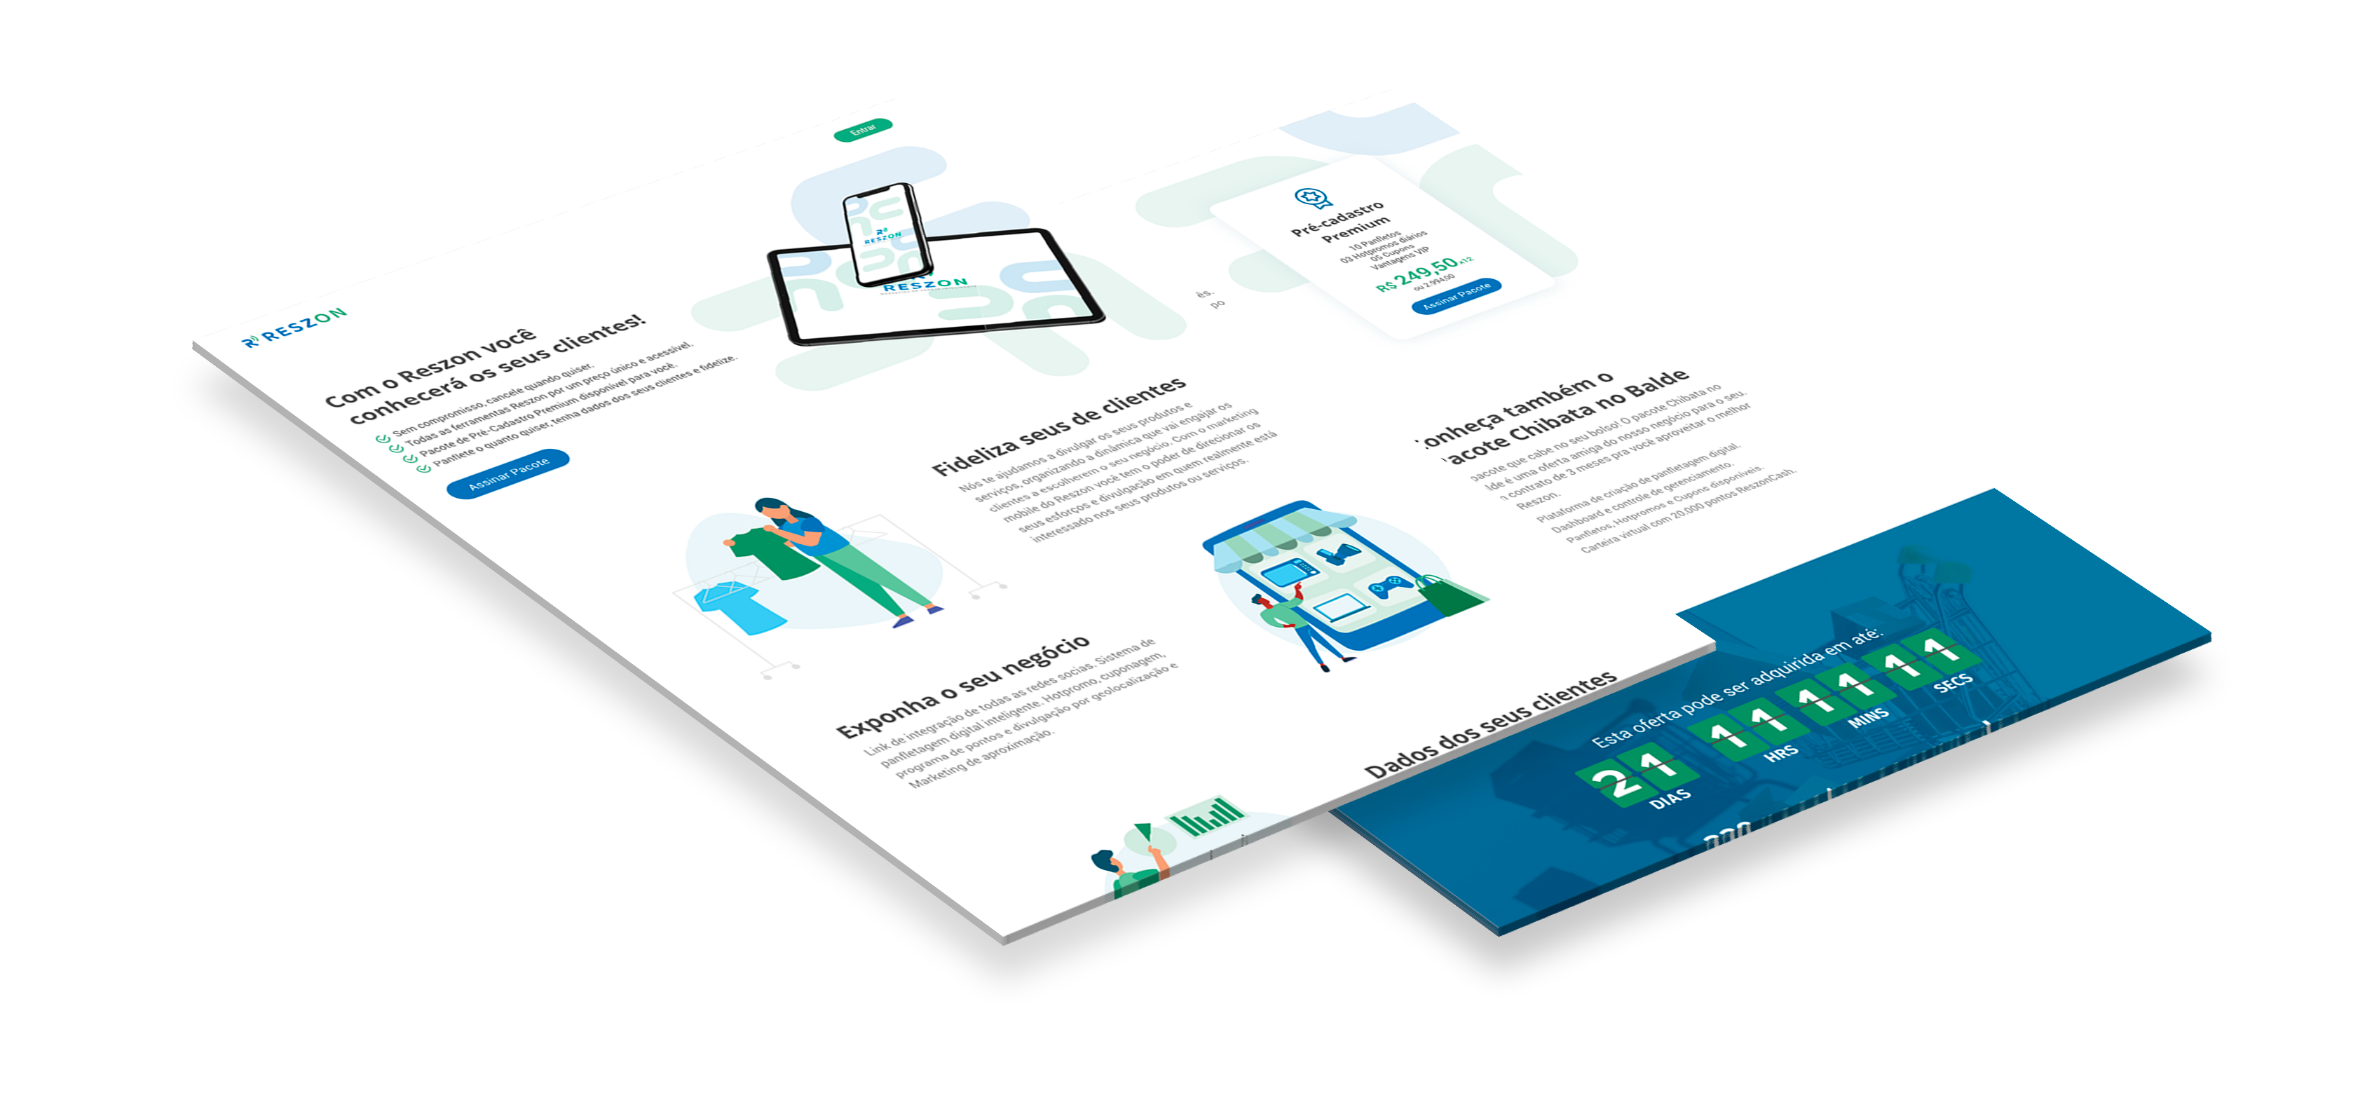 Entrar
RESZON
Com o Reszon você
conhecerá os seus clientes!
Sem compromisso, cancele quando quiser.
Todas as ferramentas Reszon por um preço único e acessível.
Pacote de Pré-Cadastro Premium disponível para você.
Panflete o quanto quiser, tenha dados dos seus clientes e fidelize.
Assinar Pacote
RESZON
RESZON
Fideliza seus de clientes
Nós te ajudamos a divulgar os seus produtos e
serviços, organizando a dinâmica que vai engajar os
clientes a escolherem o seu negócio. Com o marketing
mobile do Reszon você tem o poder de direcionar os
seus esforços e divulgação em quem realmente está
interessado nos seus produtos ou serviços.
Exponha o seu negócio
Link de integração de todas as redes socias. Sistema de
panfletagem digital inteligente. Hotpromo, cuponagem,
programa de pontos e divulgação por geolocalização e
Marketing de aproximação.
Dados dos seus clientes
ês.
po
Pré-cadastro
Premium
10 Panfletos
03 Hotpromos diários
05 Cupons
Vantagens VIP
R$ 249,50 x12
ou 2.994,00
Assinar Pacote
onheça também o
acote Chibata no Balde
pacote que cabe no seu bolso! O pacote Chibata no
lde é uma oferta amiga do nosso negócio para o seu.
n contrato de 3 meses pra você aproveitar o melhor
Reszon.
Plataforma de criação de panfletagem digital.
Dashboard e controle de gerenciamento.
Panfletos, Hotpromos e Cupons disponíveis.
Carteira virtual com 20.000 pontos ReszonCash.
Esta oferta pode ser adquirida em até:
21 11 11 11
DIAS HRS MINS SECS